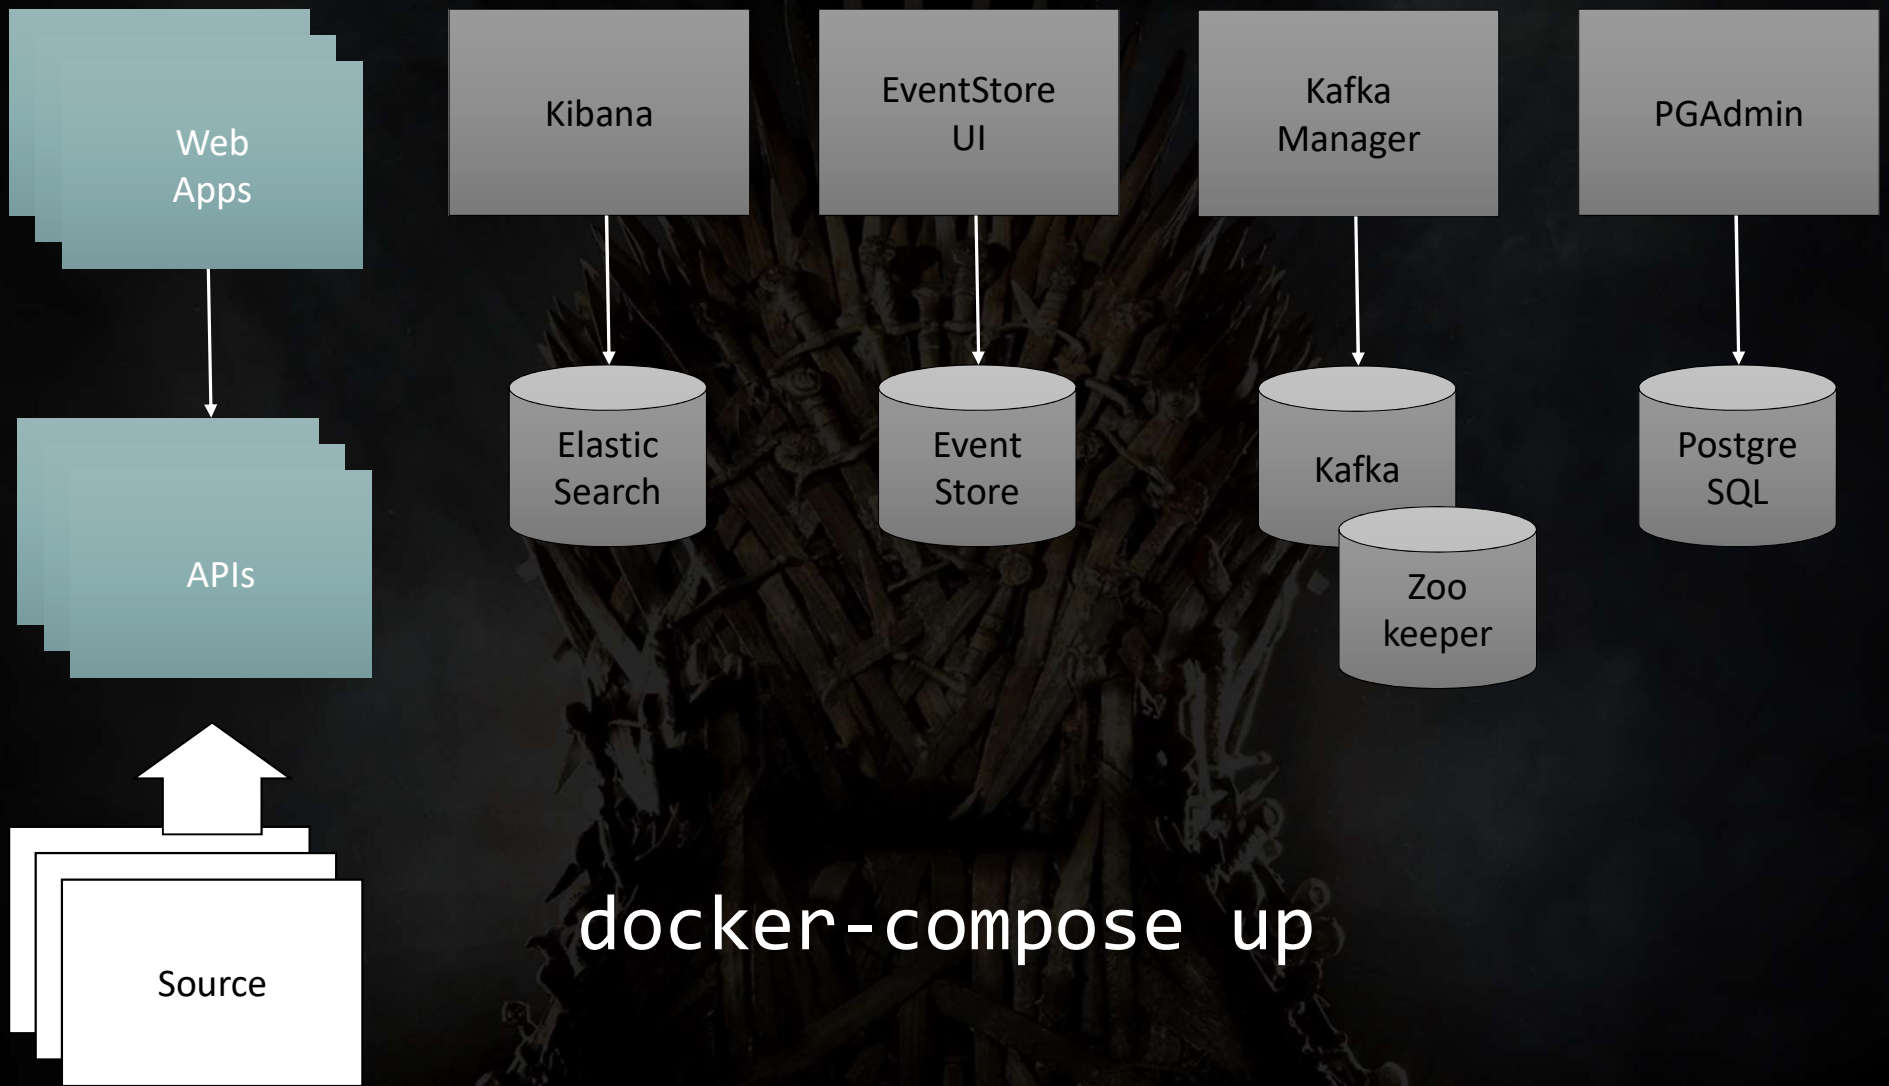 Web
Apps
Kibana
EventStore
UI
Kafka
Manager
PGAdmin
APIs
Elastic
Search
Event
Store
Kafka
Zoo
keeper
Postgre
SQL
Source
docker-compose up